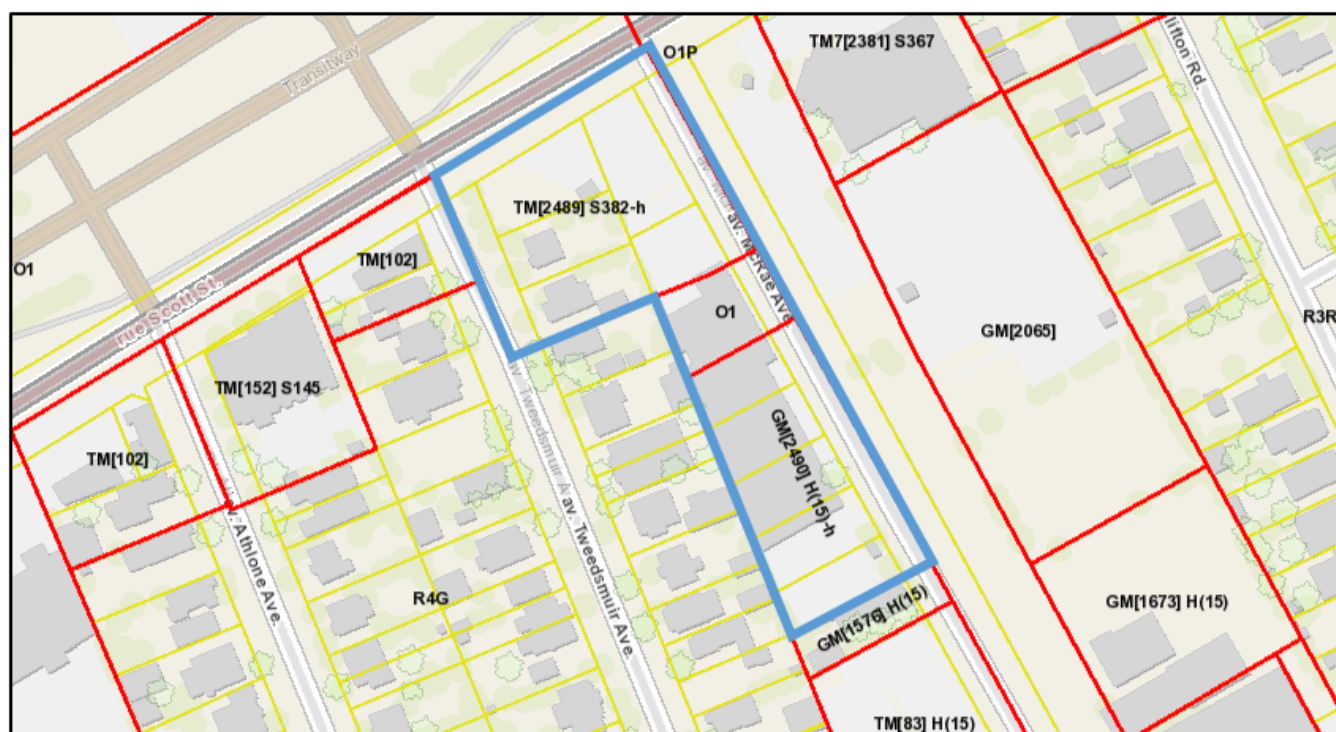 TM7[2381] S367
O1P
lifton Rd.
Transitway
TM[2489] S382-h
TM[102]
O1
rue Scott St.
av. McRae Ave.
O1
R3R
GM[2065]
TM[152] S145
TM[102]
GM[2490] H(15)-h
av. Tweedsmuir Ave.
av. Athlone Ave.
R4G
GM[1576] H(15)
GM[1673] H(15)
TM[83] H(15)